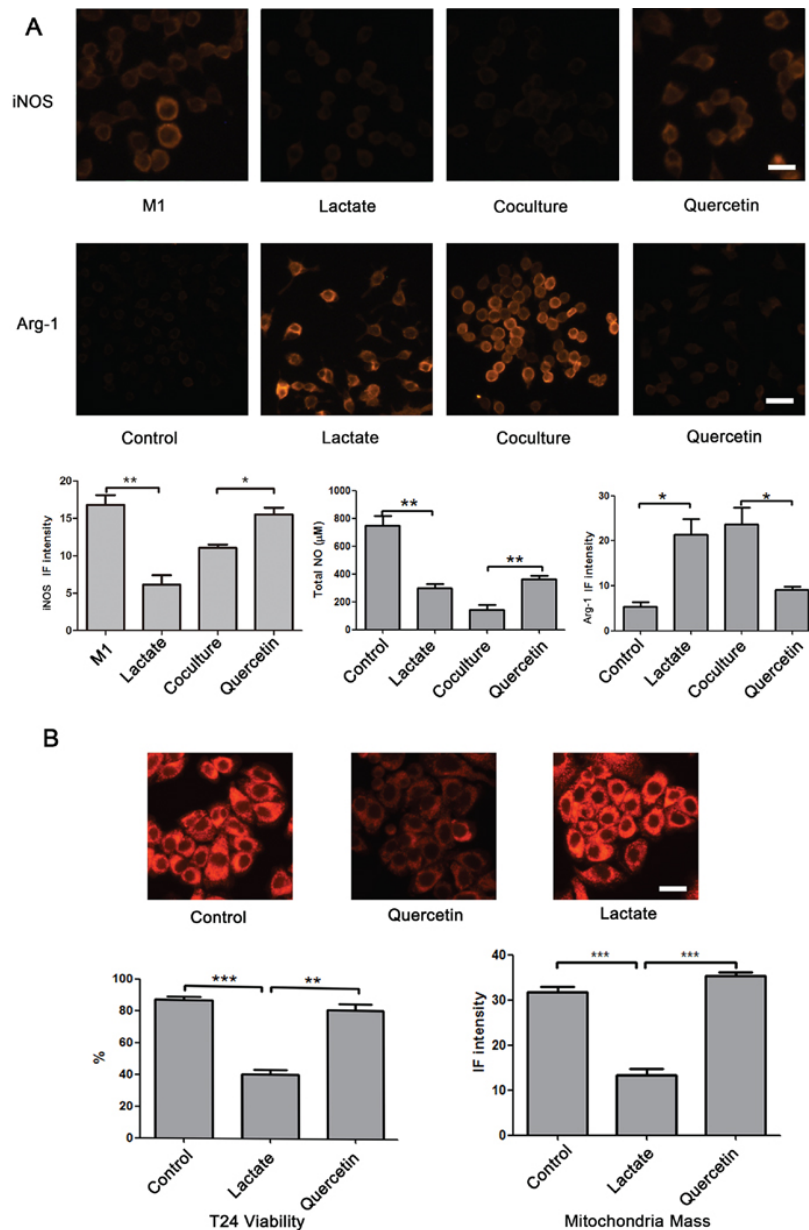 A
iNOS
M1 Lactate Coculture Quercetin
Arg-1
Control Lactate Coculture Quercetin
20
15
10
5
0
iNOS IF intensity
**
*
M1 Lactate Coculture Quercetin
1000
800
600
400
200
0
Total NO (μM)
**
**
Control Lactate Coculture Quercetin
30
20
10
0
Arg-1 IF intensity
*
*
Control Lactate Coculture Quercetin
B
Control Quercetin Lactate
100
80
60
40
20
0
%
***
**
Control Lactate Quercetin
T24 Viability
40
30
20
10
0
IF intensity
***
***
Control Lactate Quercetin
Mitochondria Mass